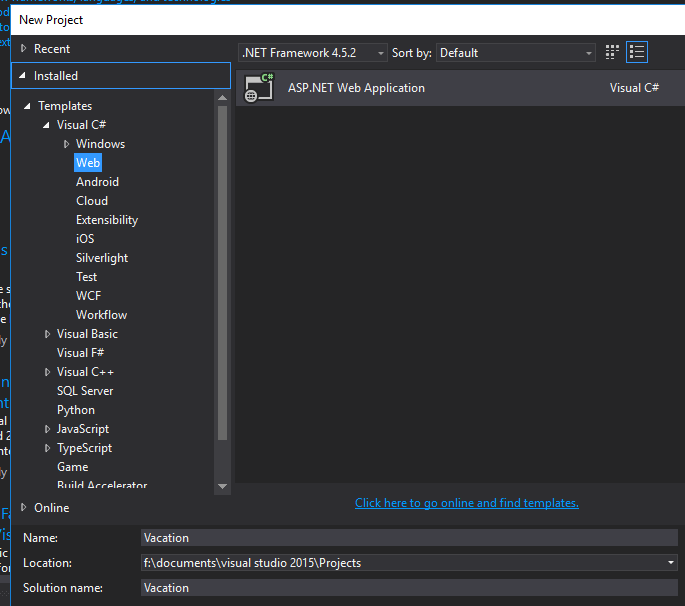 New Project
Recent
.NET Framework 4.5.2 Sort by: Default
Installed
ASP.NET Web Application Visual C#
Templates
Visual C#
Windows
Web
Android
Cloud
Extensibility
iOS
Silverlight
Test
WCF
Workflow
Visual Basic
Visual F#
Visual C++
SQL Server
Python
JavaScript
TypeScript
Game
Build Accelerator
Online
Click here to go online and find templates.
Name: Vacation
Location: f:\documents\visual studio 2015\Projects
Solution name: Vacation